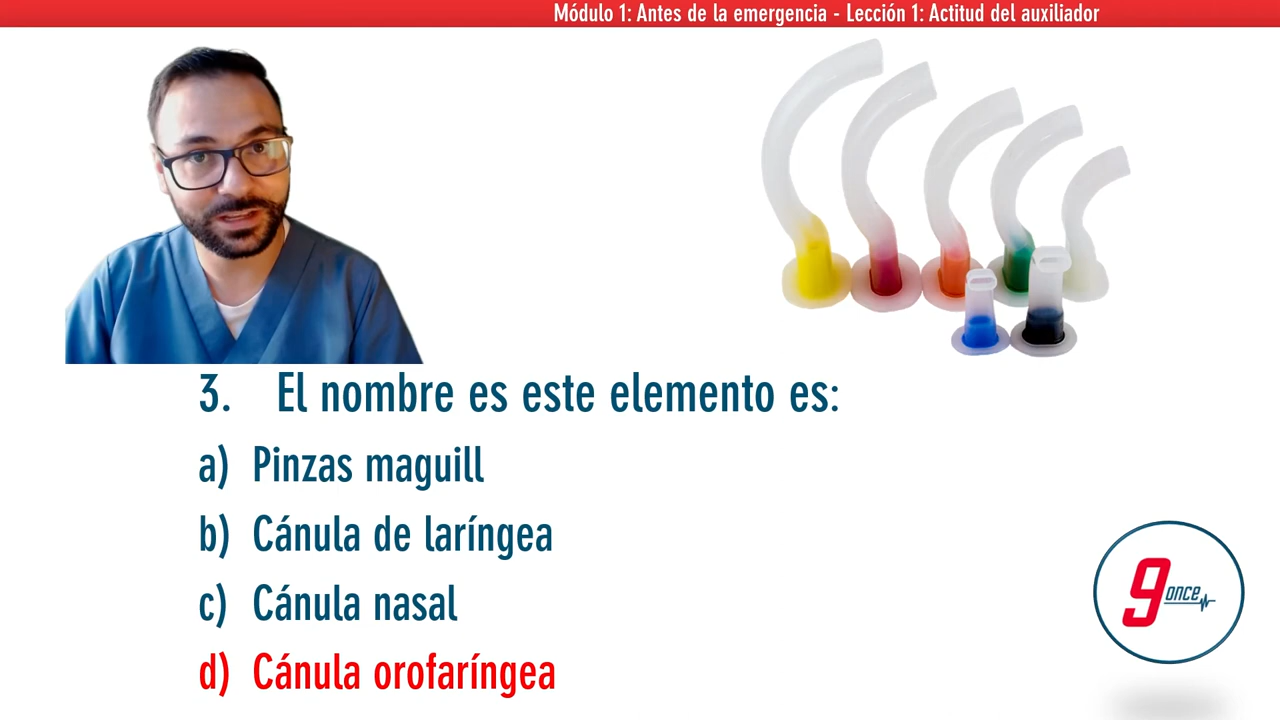 Módulo 1: Antes de la emergencia - Lección 1: Actitud del auxiliador
3. El nombre es este elemento es:
a) Pinzas maguill
b) Cánula de laríngea
c) Cánula nasal
d) Cánula orofaríngea
9once